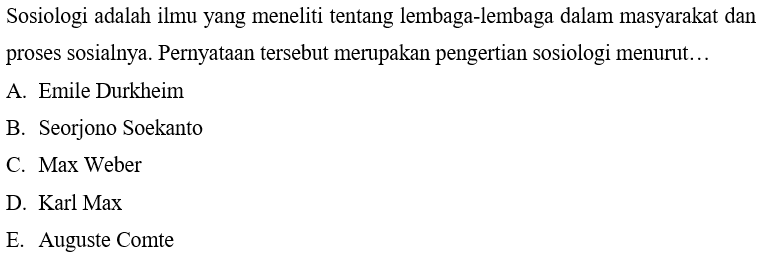 Sosiologi adalah ilmu yang meneliti tentang lembaga-lembaga dalam masyarakat dan
proses sosialnya. Pernyataan tersebut merupakan pengertian sosiologi menurut…
A. Emile Durkheim
B. Seorjono Soekanto
C. Max Weber
D. Karl Max
E. Auguste Comte